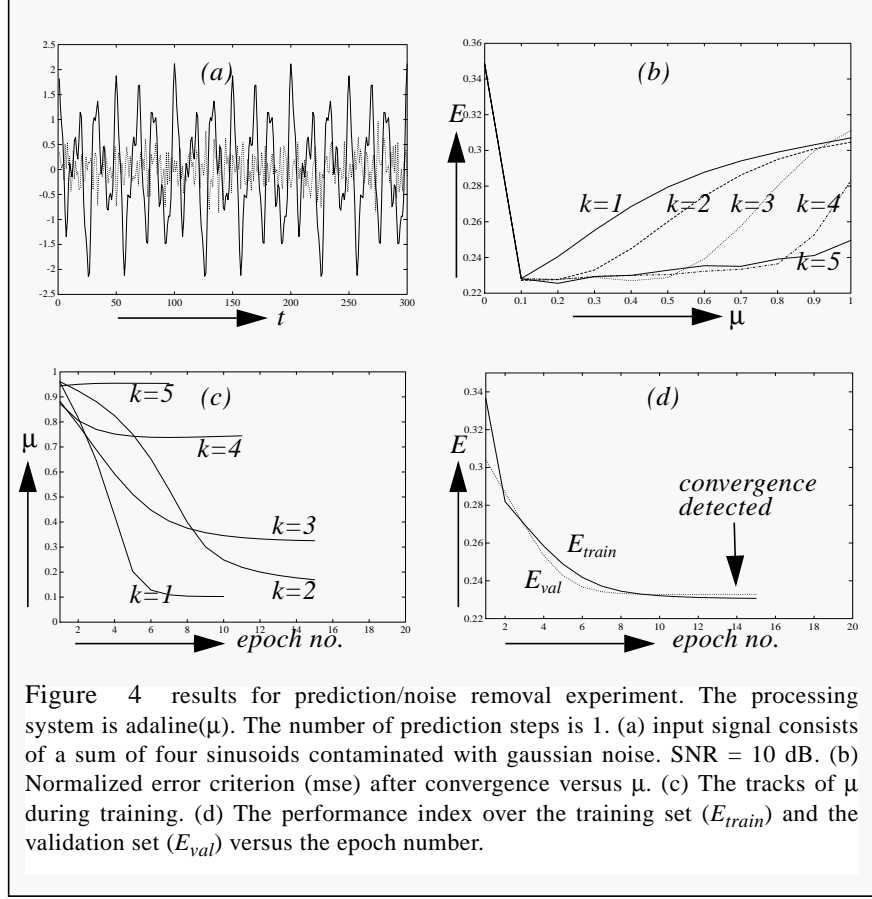 (a)
2.5
2
1.5
1
0.5
0
-0.5
-1
-1.5
-2
-2.5
0 50 100 150 200 250 300
t
(b)
E
0.36
0.34
0.32
0.3
0.28
0.26
0.24
0.22
k=1 k=2 k=3 k=4
k=5
0 0.1 0.2 0.3 0.4 0.5 0.6 0.7 0.8 0.9 1
μ
(c)
μ
1
0.9
0.8
0.7
0.6
0.5
0.4
0.3
0.2
0.1
0
k=5
k=4
k=3
k=2
k=1
2 4 6 8 10 12 14 16 18 20
epoch no.
(d)
E
0.34
0.32
0.3
0.28
0.26
0.24
0.22
convergence
detected
Etrain
Eval
2 4 6 8 10 12 14 16 18 20
epoch no.
Figure 4 results for prediction/noise removal experiment. The processing
system is adaline(μ). The number of prediction steps is 1. (a) input signal consists
of a sum of four sinusoids contaminated with gaussian noise. SNR = 10 dB. (b)
Normalized error criterion (mse) after convergence versus μ. (c) The tracks of μ
during training. (d) The performance index over the training set (Etrain) and the
validation set (Eval) versus the epoch number.